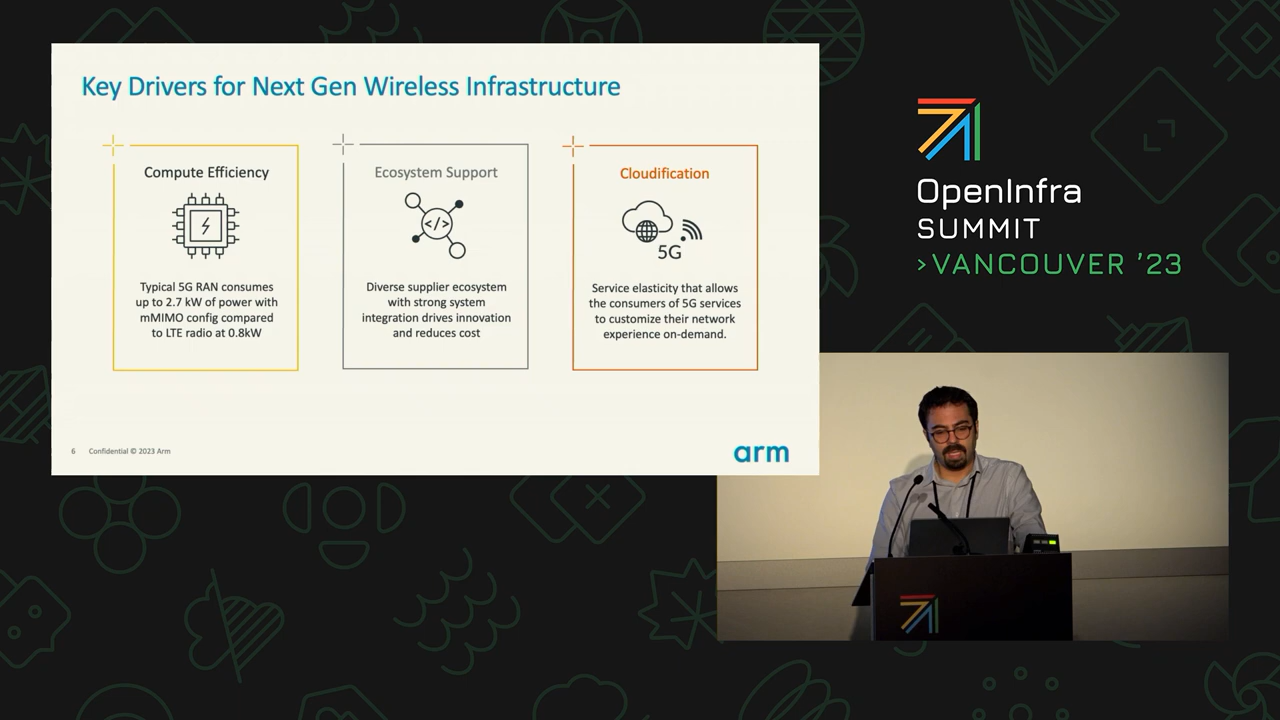 Key Drivers for Next Gen Wireless Infrastructure
Compute Efficiency
Typical 5G RAN consumes
up to 2.7 kW of power with
mMIMO config compared
to LTE radio at 0.8kW
Ecosystem Support
</>
Diverse supplier ecosystem
with strong system
integration drives innovation
and reduces cost
Cloudification
5G
Service elasticity that allows
the consumers of 5G services
to customize their network
experience on-demand.
6 Confidential © 2023 Arm
arm
OpenInfra
SUMMIT
>VANCOUVER ’23